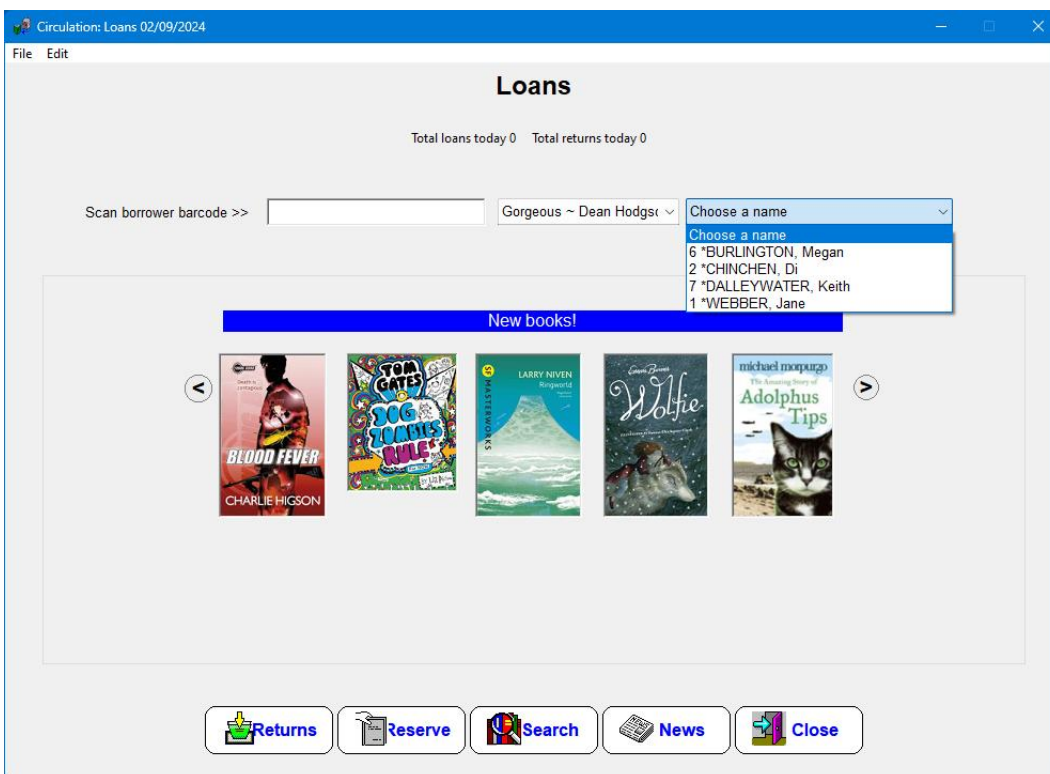 Circulation: Loans 02/09/2024
File Edit
Loans
Total loans today 0 Total returns today 0
Scan borrower barcode >>
Gorgeous ~ Dean Hodgs
Choose a name
Choose a name
6 *BURLINGTON, Megan
2 *CHINCHEN, Di
7 *DALLEYWATER, Keith
1 *WEBBER, Jane
New books!
<
Death is
contagious
BLOOD FEVER
CHARLIE HIGSON
TOM
GATES
DOG
ZOMBIES
RULE
SF MASTERWORKS
LARRY NIVEN
Ringworld
Wolfie
michael morpurgo
The Amazing Story of
Adolphus
Tips
>
Returns
Reserve
Search
News
Close